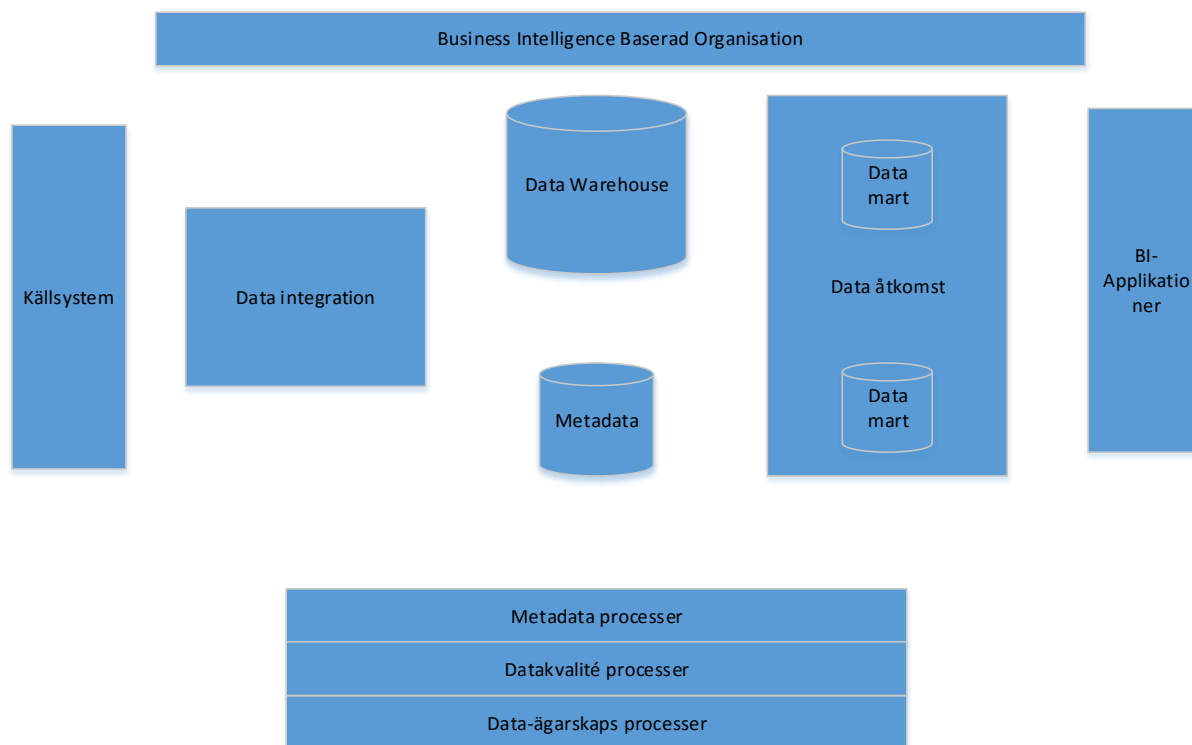 Business Intelligence Baserad Organisation
Källsystem
Data integration
Data Warehouse
Metadata
Data
mart
Data åtkomst
Data
mart
BI-
Applikatio
ner
Metadata processer
Datakvalité processer
Data-ägarskaps processer